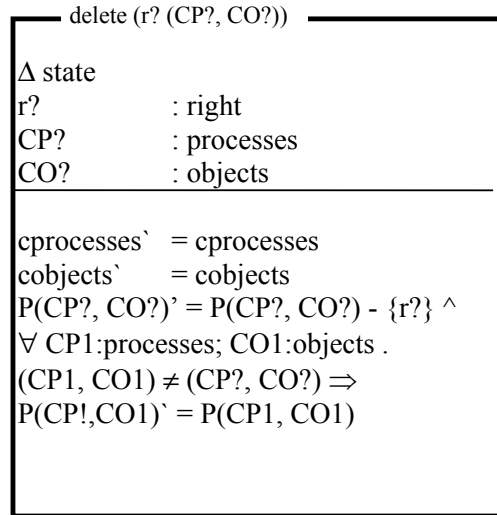 delete (r? (CP?, CO?))
Δ state
r? : right
CP? : processes
CO? : objects
cprocesses` = cprocesses
cobjects` = cobjects
P(CP?, CO?)’ = P(CP?, CO?) - {r?} ^
∀ CP1:processes; CO1:objects .
(CP1, CO1) ≠ (CP?, CO?) ⇒
P(CP!,CO1)` = P(CP1, CO1)